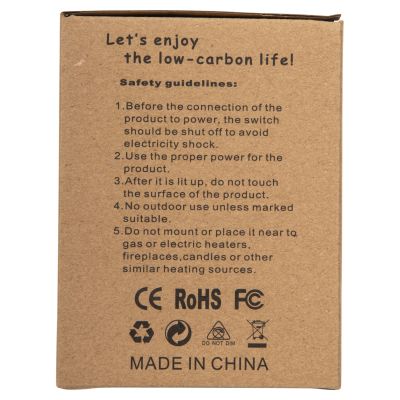 Let's enjoy
the low-carbon life!
Safety guidelines:
1.Before the connection of the
product to power, the switch
should be shut off to avoid
electricity shock.
2.Use the proper power for the
product.
3.After it is lit up, do not touch
the surface of the product.
4.No outdoor use unless marked
suitable.
5.Do not mount or place it near to
gas or electric heaters,
fireplaces,candles or other
similar heating sources.
CE RoHS FC
DO NOT DIM
MADE IN CHINA